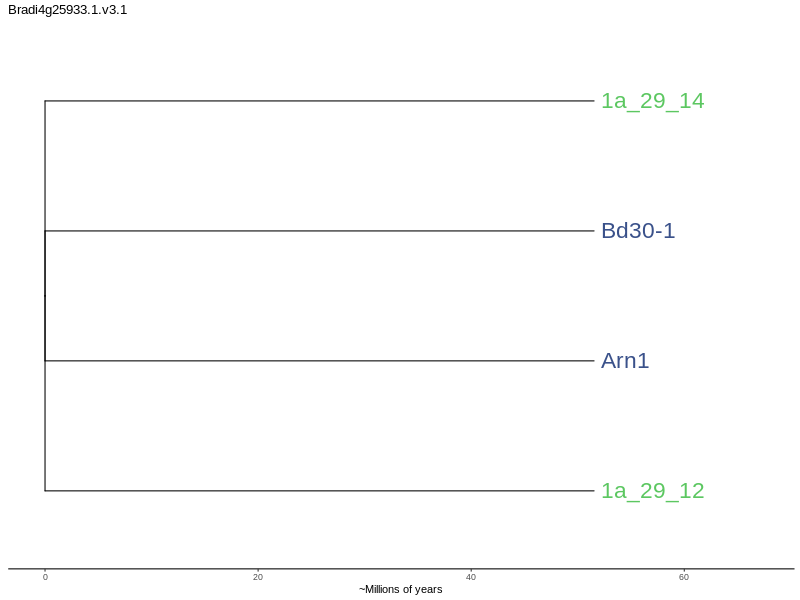 Bradi4g25933.1.v3.1
1a_29_14
Bd30-1
Arn1
1a_29_12
0 20 40 60
~Millions of years